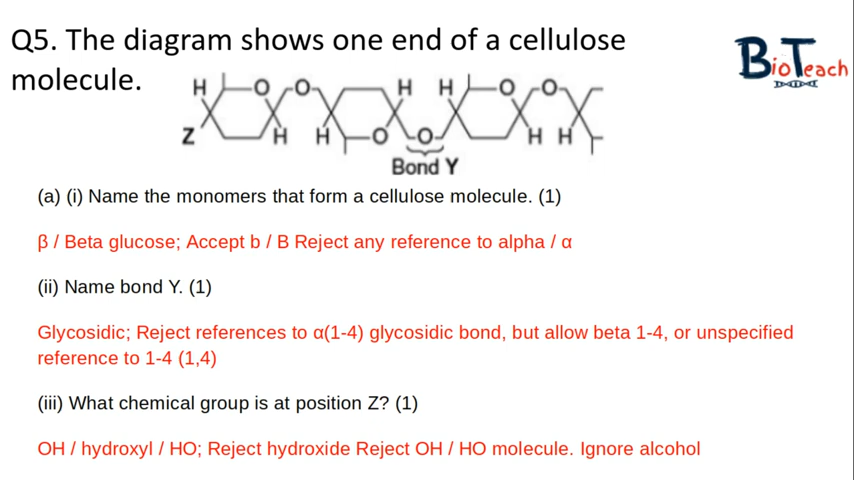 Q5. The diagram shows one end of a cellulose
molecule.
BioTeach
H O O H H O O
Z H H O O H H
Bond Y
(a) (i) Name the monomers that form a cellulose molecule. (1)
β / Beta glucose; Accept b / B Reject any reference to alpha / α
(ii) Name bond Y. (1)
Glycosidic; Reject references to α(1-4) glycosidic bond, but allow beta 1-4, or unspecified
reference to 1-4 (1,4)
(iii) What chemical group is at position Z? (1)
OH / hydroxyl / HO; Reject hydroxide Reject OH / HO molecule. Ignore alcohol